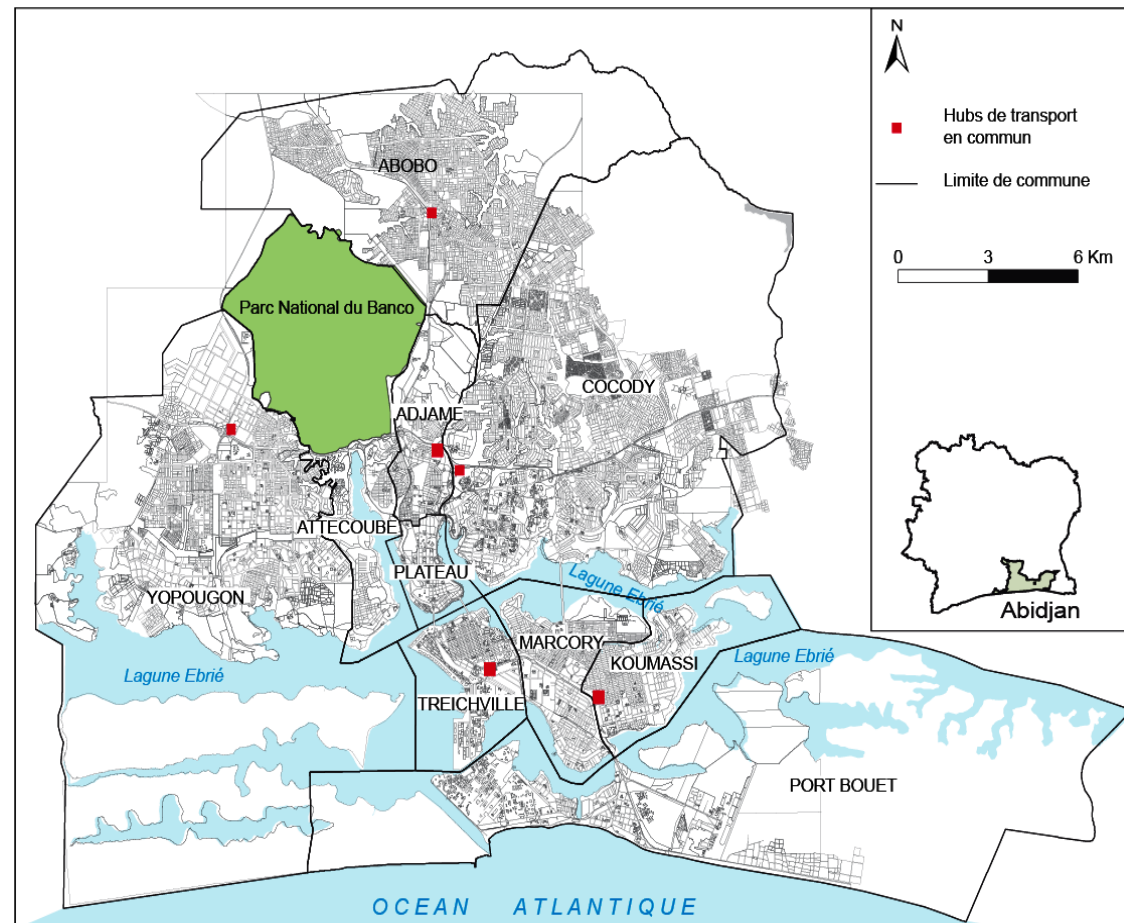 N
Hubs de transport
en commun
Limite de commune
0 3 6 Km
ABOBO
Parc National du Banco
COCODY
ADJAME
ATTECOUBE
PLATEAU
YOPOUGON
Lagune Ebrié
MARCORY
KOUMASSI
Lagune Ebrié
Lagune Ebrié
TREICHVILLE
PORT BOUET
OCEAN ATLANTIQUE
Abidjan